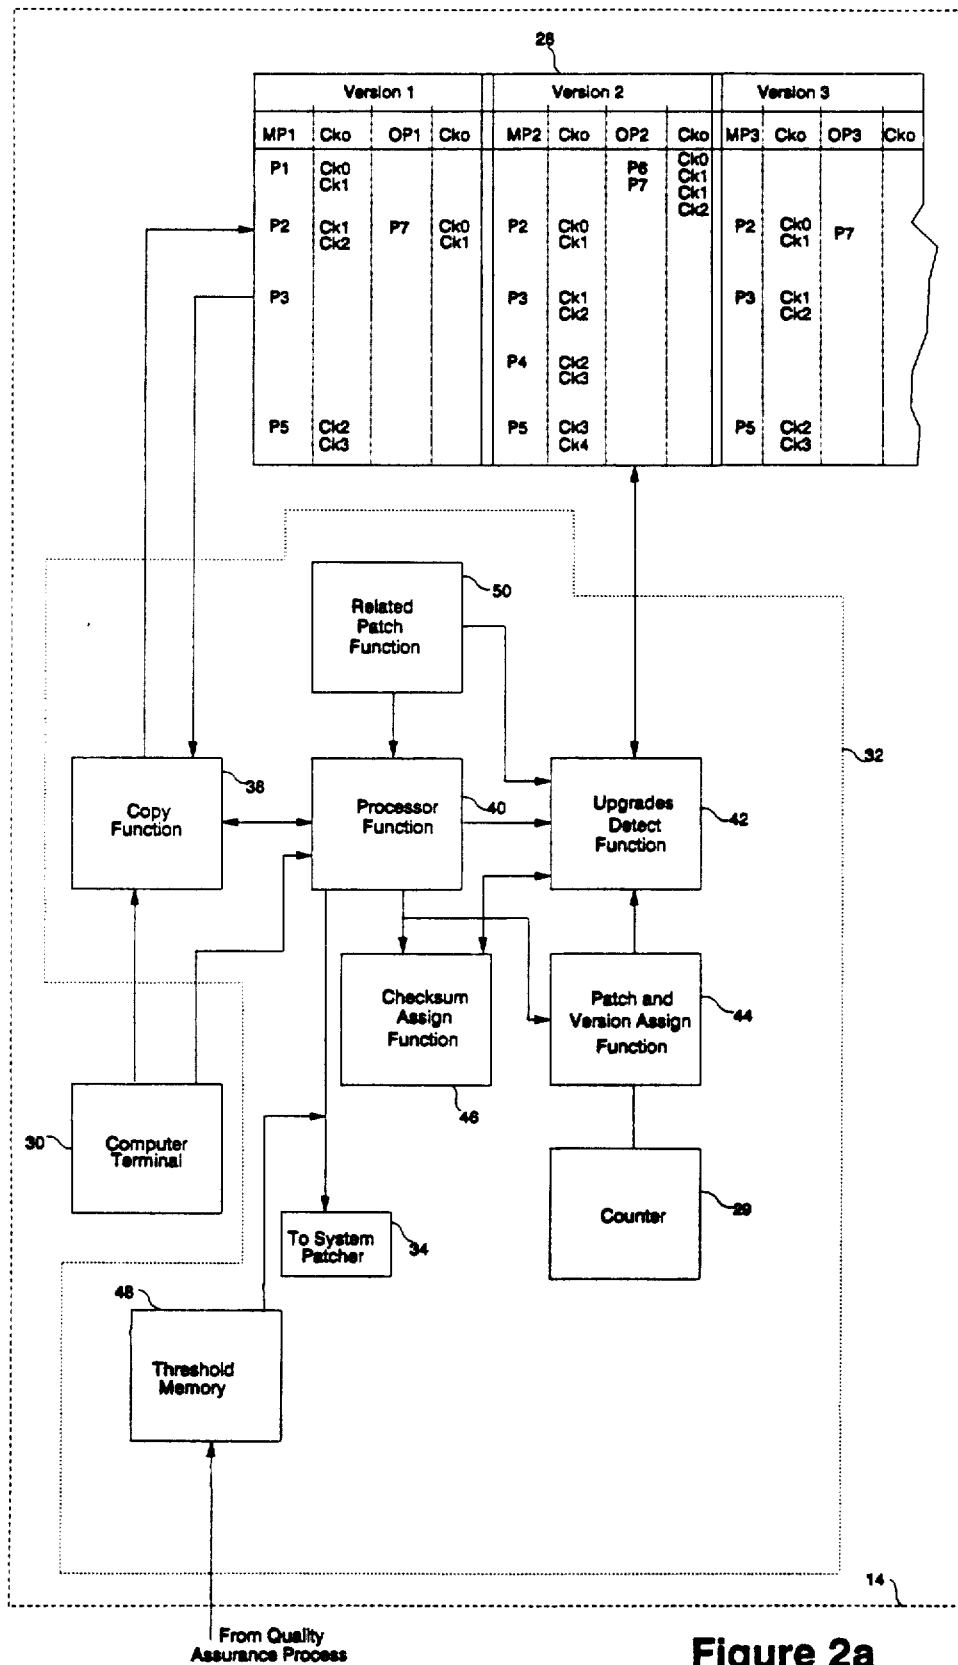 28
Version 1 Version 2 Version 3
MP1 Cko OP1 Cko MP2 Cko OP2 Cko MP3 Cko OP3 Cko
P1 Ck0 P6 Ck0
Ck1 P7 Ck1
Ck1
Ck2
P2 Ck1 P7 Ck0 P2 Ck0 P2 Ck0 P7
Ck2 Ck1 Ck1 Ck1
P3 P3 Ck1 P3 Ck1
Ck2 Ck2
P4 Ck2
Ck3
P5 Ck2 P5 Ck3 P5 Ck2
Ck3 Ck4 Ck3
50
Related
Patch
Function
32
38
Copy
Function
Processor
Function
40
Upgrades
Detect
Function
42
Checksum
Assign
Function
46
Patch and
Version Assign
Function
44
30
Computer
Terminal
Counter
29
To System
Patcher
34
48
Threshold
Memory
14
From Quality
Assurance Process
Figure 2a